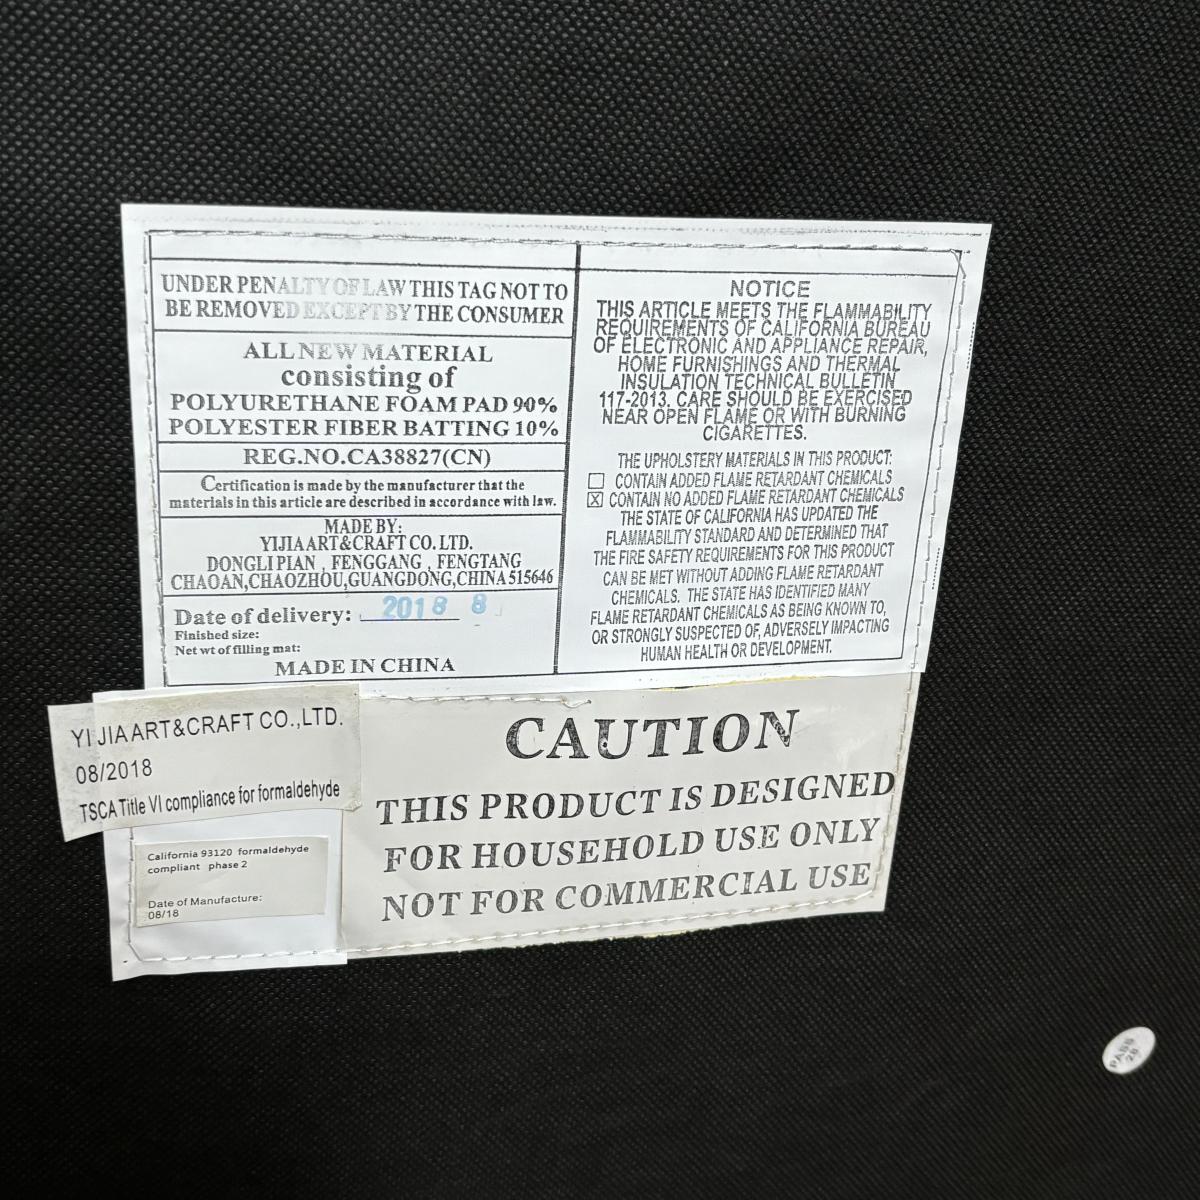 UNDER PENALTY OF LAW THIS TAG NOT TO
BE REMOVED EXCEPT BY THE CONSUMER
ALL NEW MATERIAL
consisting of
POLYURETHANE FOAM PAD 90%
POLYESTER FIBER BATTING 10%
REG.NO.CA38827(CN)
Certification is made by the manufacturer that the
materials in this article are described in accordance with law.
MADE BY:
YIJIAART&CRAFT CO. LTD.
DONGLIPIAN , FENGGANG , FENGTANG
CHAOAN,CHAOZHOU,GUANGDONG,CHINA 515646
Date of delivery: 2018 8
Finished size:
Net wt of filling mat:
MADE IN CHINA
NOTICE
THIS ARTICLE MEETS THE FLAMMABILITY
REQUIREMENTS OF CALIFORNIA BUREAU
OF ELECTRONIC AND APPLIANCE REPAIR,
HOME FURNISHINGS AND THERMAL
INSULATION TECHNICAL BULLETIN
117-2013. CARE SHOULD BE EXERCISED
NEAR OPEN FLAME OR WITH BURNING
CIGARETTES.
THE UPHOLSTERY MATERIALS IN THIS PRODUCT:
☐ CONTAIN ADDED FLAME RETARDANT CHEMICALS
☒ CONTAIN NO ADDED FLAME RETARDANT CHEMICALS
THE STATE OF CALIFORNIA HAS UPDATED THE
FLAMMABILITY STANDARD AND DETERMINED THAT
THE FIRE SAFETY REQUIREMENTS FOR THIS PRODUCT
CAN BE MET WITHOUT ADDING FLAME RETARDANT
CHEMICALS. THE STATE HAS IDENTIFIED MANY
FLAME RETARDANT CHEMICALS AS BEING KNOWN TO,
OR STRONGLY SUSPECTED OF, ADVERSELY IMPACTING
HUMAN HEALTH OR DEVELOPMENT.
YI JIA ART&CRAFT CO.,LTD.
08/2018
TSCA Title VI compliance for formaldehyde
California 93120 formaldehyde
compliant phase 2
Date of Manufacture:
08/18
CAUTION
THIS PRODUCT IS DESIGNED
FOR HOUSEHOLD USE ONLY
NOT FOR COMMERCIAL USE
PASS
28